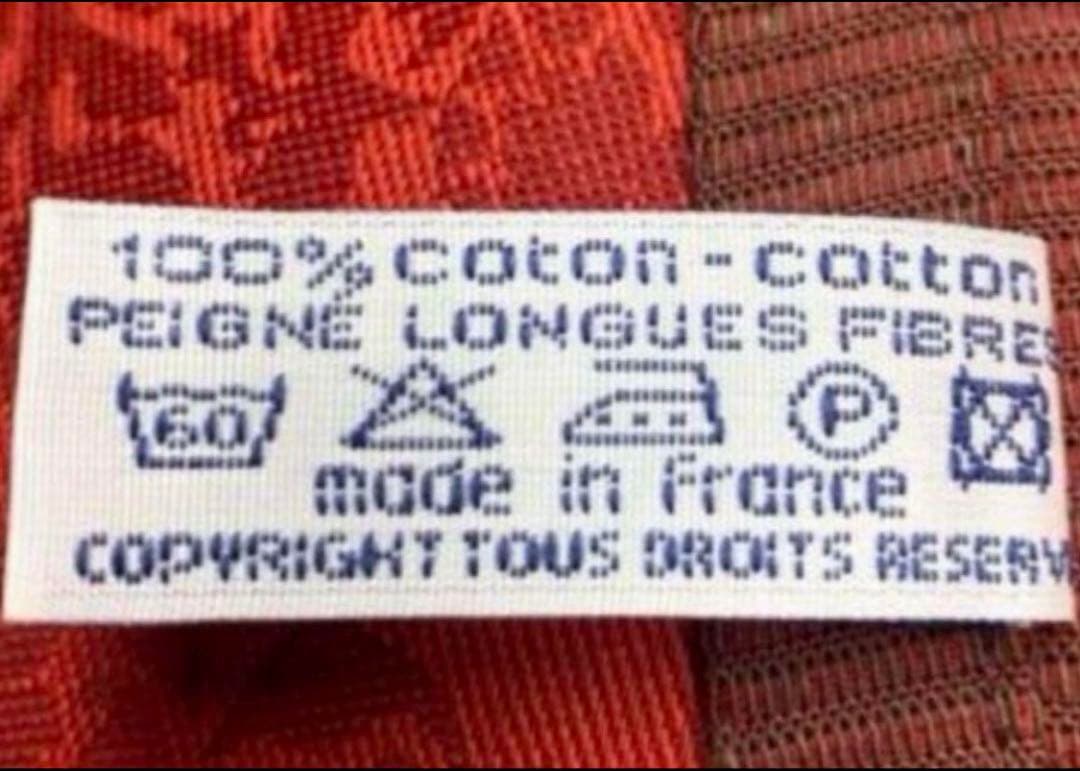 100% coton - cotton
PEIGNÉ LONGUES FIBRES
60 P
made in france
COPYRIGHT TOUS DROITS RESERV